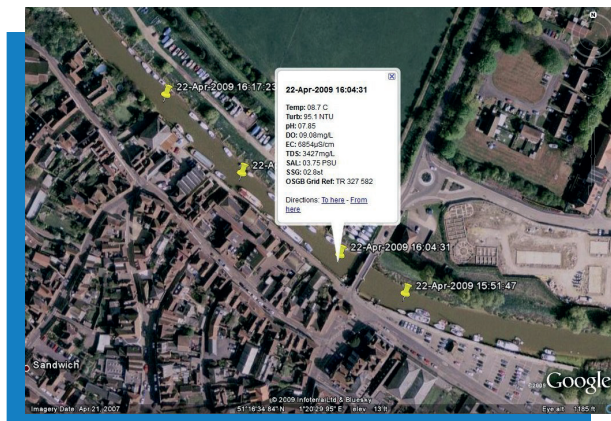 22-Apr-2009 16:17:23
22-A
22-Apr-2009 16:04:31
Temp: 08.7 C
Turb: 95.1 NTU
pH: 07.85
DO: 09.08mg/L
EC: 6854µS/cm
TDS: 3427mg/L
SAL: 03.75 PSU
SSG: 02.8st
OSGB Grid Ref: TR 327 582
Directions: To here - From
here
22-Apr-2009 16:04:31
22-Apr-2009 15:51:47
Sandwich
© 2009 Infoterra Ltd & Bluesky
©2009 Google
Imagery Date: Apr 21, 2007
51°16'34.84" N 1°20'29.95" E elev 13 ft
Eye alt 1185 ft